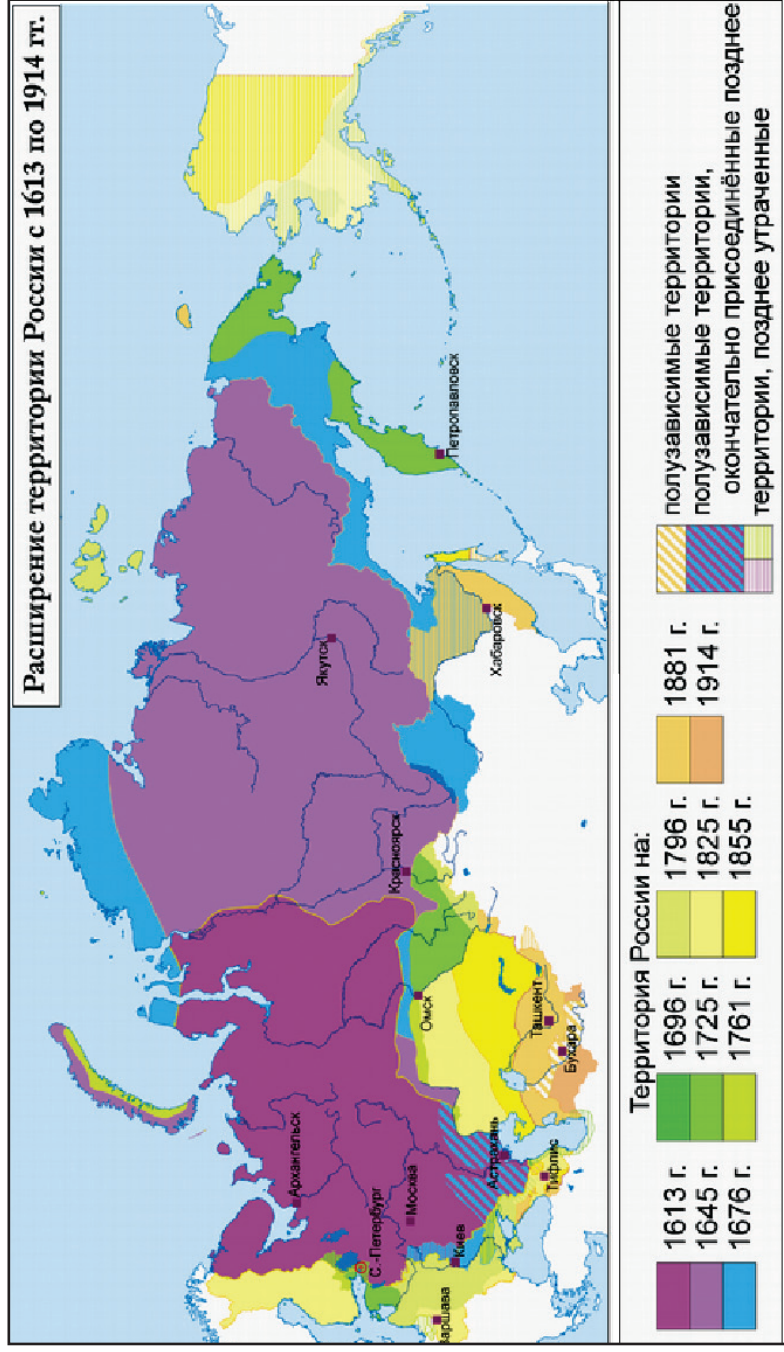 Расширение территории России с 1613 по 1914 гг.
Архангельск
С.-Петербург
Москва
Варшава
Киев
Астрахань
Тифлис
Омск
Ташкент
Бухара
Красноярск
Якутск
Хабаровск
Петропавловск
Территория России на:
1613 г.
1645 г.
1676 г.
1696 г.
1725 г.
1761 г.
1796 г.
1825 г.
1855 г.
1881 г.
1914 г.
полузависимые территории
полузависимые территории,
окончательно присоединённые позднее
территории, позднее утраченные